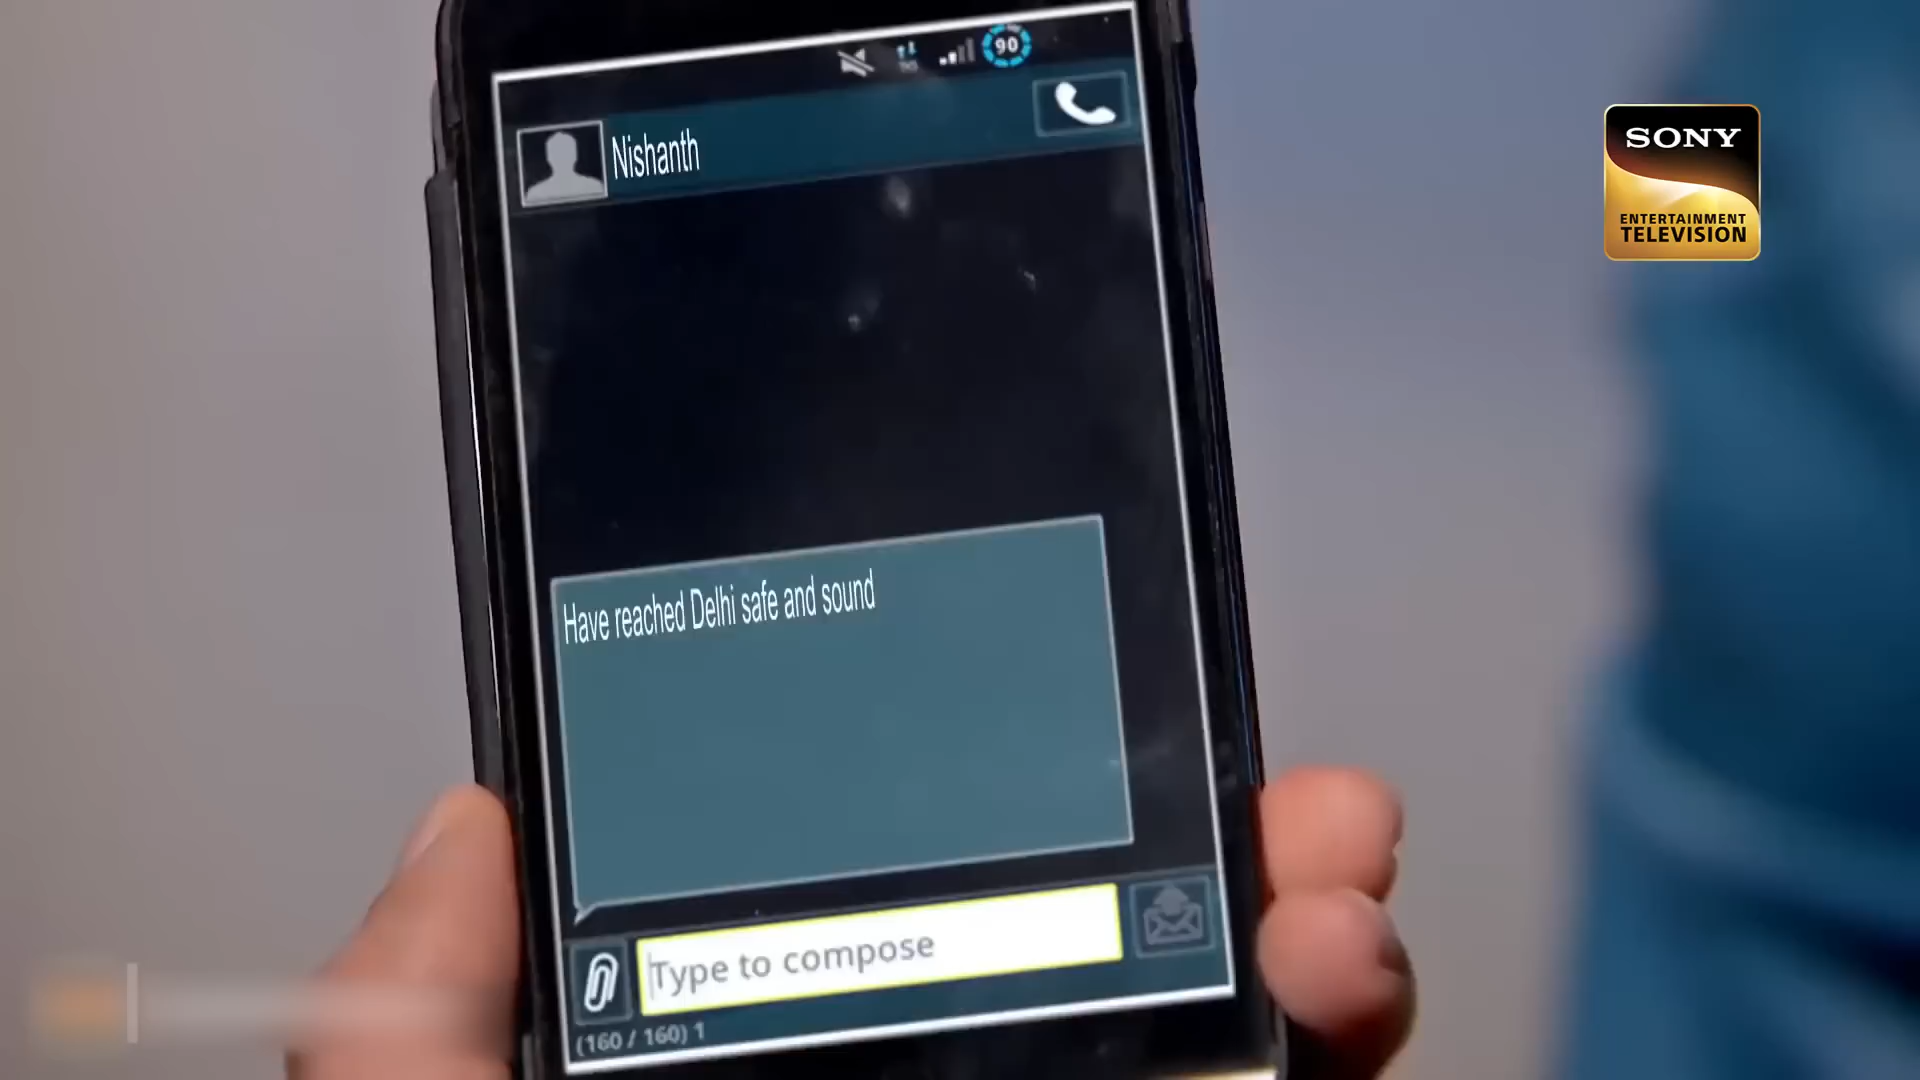 90
Nishanth
SONY
ENTERTAINMENT
TELEVISION
Have reached Delhi safe and sound
Type to compose
(160 / 160) 1